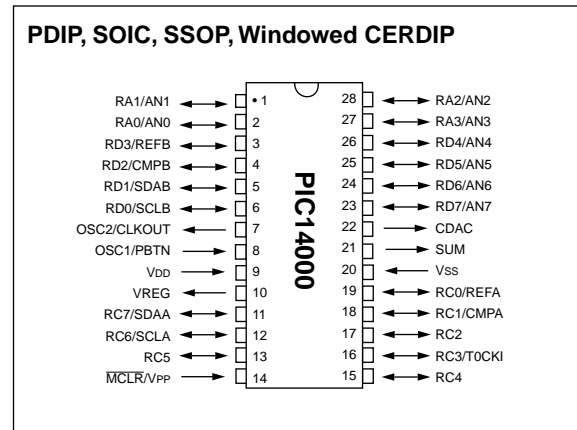 PDIP, SOIC, SSOP, Windowed CERDIP
RA1/AN1 • 1 28 RA2/AN2
RA0/AN0 2 27 RA3/AN3
RD3/REFB 3 26 RD4/AN4
RD2/CMPB 4 25 RD5/AN5
RD1/SDAB 5 24 RD6/AN6
RD0/SCLB 6 23 RD7/AN7
OSC2/CLKOUT 7 22 CDAC
OSC1/PBTN 8 21 SUM
VDD 9 20 VSS
VREG 10 19 RC0/REFA
RC7/SDAA 11 18 RC1/CMPA
RC6/SCLA 12 17 RC2
RC5 13 16 RC3/T0CKI
MCLR/VPP 14 15 RC4
PIC14000